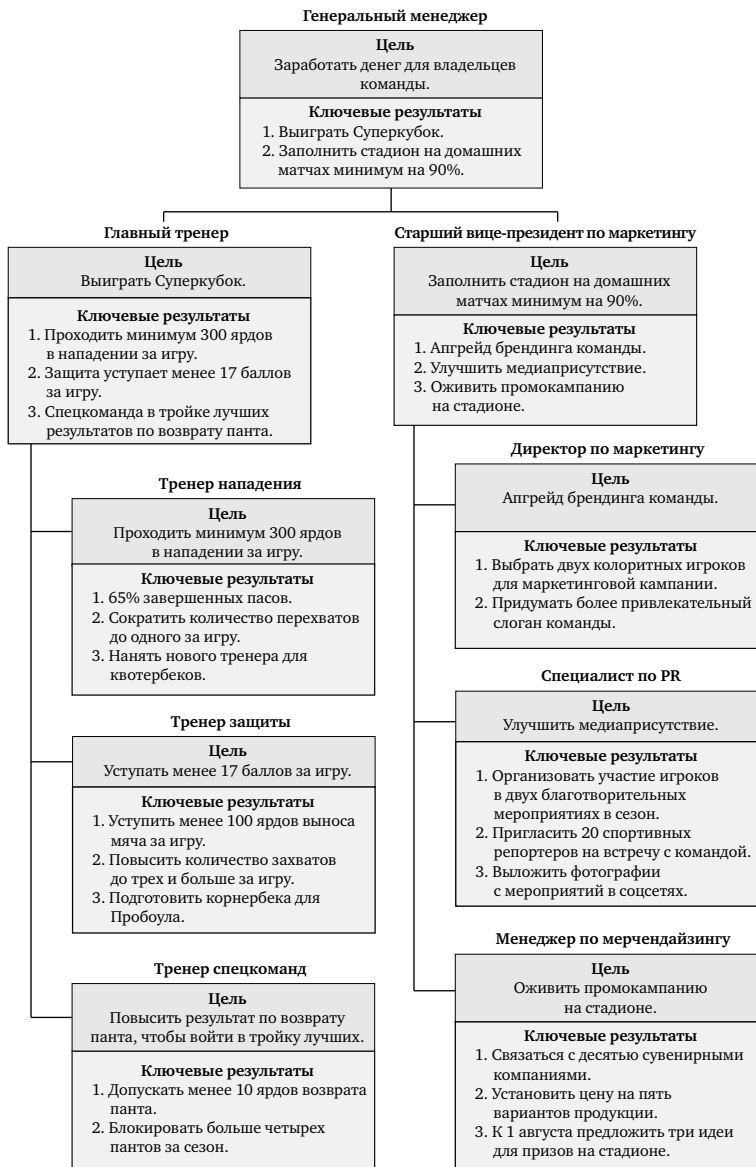 Генеральный менеджер
Цель
Заработать денег для владельцев
команды.
Ключевые результаты
1. Выиграть Суперкубок.
2. Заполнить стадион на домашних
матчах минимум на 90%.
Главный тренер
Цель
Выиграть Суперкубок.
Ключевые результаты
1. Проходить минимум 300 ярдов
в нападении за игру.
2. Защита уступает менее 17 баллов
за игру.
3. Спецкоманда в тройке лучших
результатов по возврату панта.
Тренер нападения
Цель
Проходить минимум 300 ярдов
в нападении за игру.
Ключевые результаты
1. 65% завершенных пасов.
2. Сократить количество перехватов
до одного за игру.
3. Нанять нового тренера для
квотербеков.
Тренер защиты
Цель
Уступать менее 17 баллов за игру.
Ключевые результаты
1. Уступить менее 100 ярдов выноса
мяча за игру.
2. Повысить количество захватов
до трех и больше за игру.
3. Подготовить корнербека для
Пробоула.
Тренер спецкоманд
Цель
Повысить результат по возврату
панта, чтобы войти в тройку лучших.
Ключевые результаты
1. Допускать менее 10 ярдов возврата
панта.
2. Блокировать больше четырех
пантов за сезон.
Старший вице-президент по маркетингу
Цель
Заполнить стадион на домашних
матчах минимум на 90%.
Ключевые результаты
1. Апгрейд брендинга команды.
2. Улучшить медиаприсутствие.
3. Оживить промокампанию
на стадионе.
Директор по маркетингу
Цель
Апгрейд брендинга команды.
Ключевые результаты
1. Выбрать двух колоритных игроков
для маркетинговой кампании.
2. Придумать более привлекательный
слоган команды.
Специалист по PR
Цель
Улучшить медиаприсутствие.
Ключевые результаты
1. Организовать участие игроков
в двух благотворительных
мероприятиях в сезон.
2. Пригласить 20 спортивных
репортеров на встречу с командой.
3. Выложить фотографии
с мероприятий в соцсетях.
Менеджер по мерчендайзингу
Цель
Оживить промокампанию
на стадионе.
Ключевые результаты
1. Связаться с десятью сувенирными
компаниями.
2. Установить цену на пять
вариантов продукции.
3. К 1 августа предложить три идеи
для призов на стадионе.